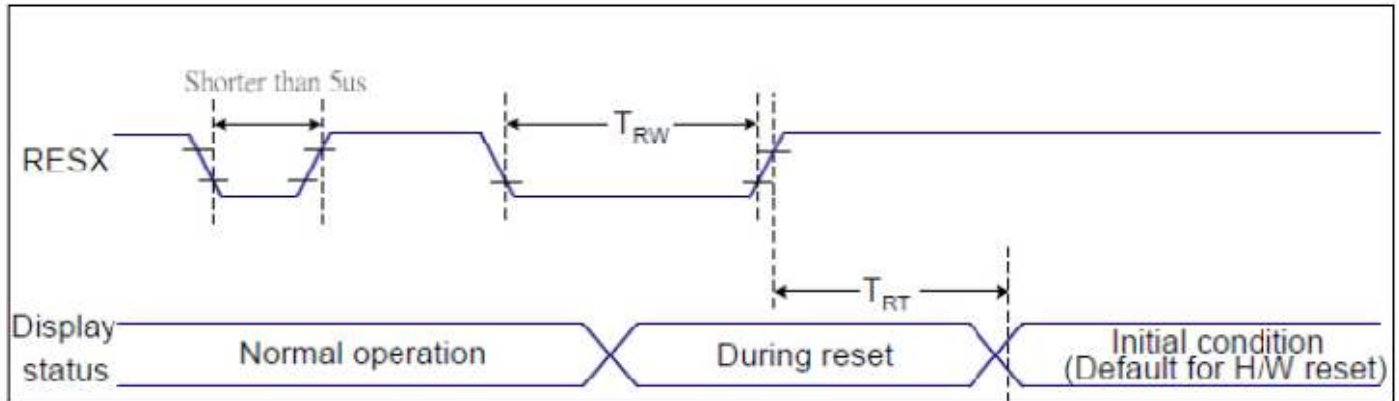 Shorter than 5us
RESX
TRW
TRT
Display
status
Normal operation
During reset
Initial condition
(Default for H/W reset)